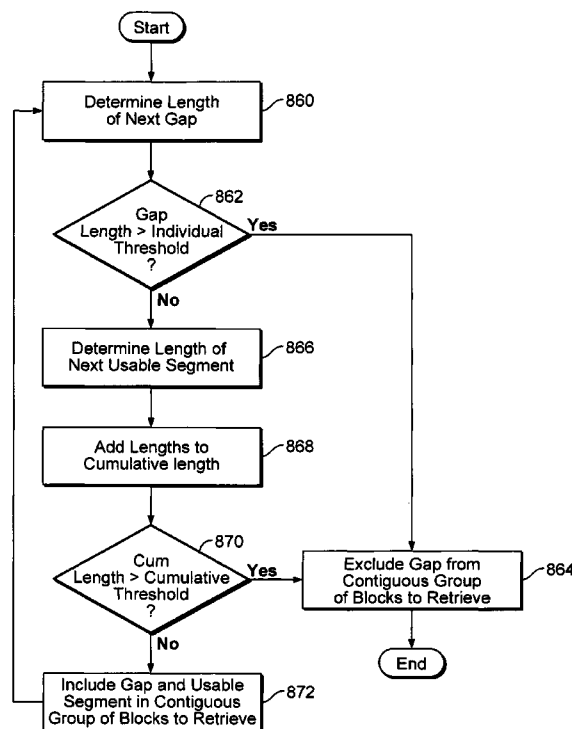 Start
Determine Length
of Next Gap
860
862
Gap
Length > Individual
Threshold
?
Yes
No
Determine Length of
Next Usable Segment
866
Add Lengths to
Cumulative length
868
870
Cum
Length > Cumulative
Threshold
?
Yes
No
Exclude Gap from
Contiguous Group
of Blocks to Retrieve
864
End
Include Gap and Usable
Segment in Contiguous
Group of Blocks to Retrieve
872